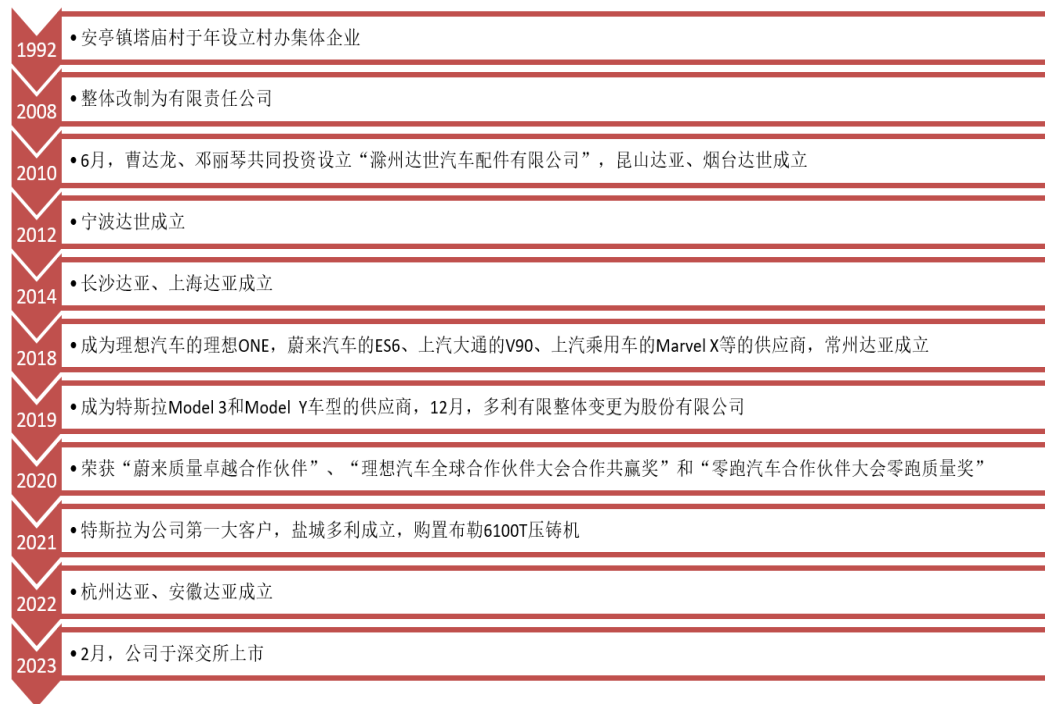 1992
•安亭镇塔庙村于年设立村办集体企业
2008
•整体改制为有限责任公司
2010
•6月，曹达龙、邓丽琴共同投资设立“滁州达世汽车配件有限公司”，昆山达亚、烟台达世成立
2012
•宁波达世成立
2014
•长沙达亚、上海达亚成立
2018
•成为理想汽车的理想ONE，蔚来汽车的ES6、上汽大通的V90、上汽乘用车的Marvel X等的供应商，常州达亚成立
2019
•成为特斯拉Model 3和Model Y车型的供应商，12月，多利有限整体变更为股份有限公司
2020
•荣获“蔚来质量卓越合作伙伴”、“理想汽车全球合作伙伴大会合作共赢奖”和“零跑汽车合作伙伴大会零跑质量奖”
2021
•特斯拉为公司第一大客户，盐城多利成立，购置布勒6100T压铸机
2022
•杭州达亚、安徽达亚成立
2023
•2月，公司于深交所上市